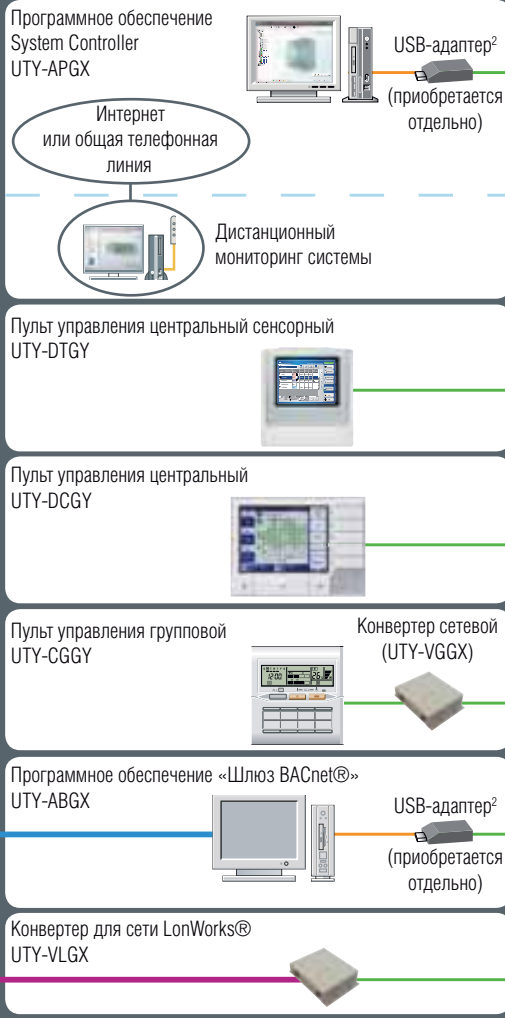 Программное обеспечение
System Controller
UTY-APGX
USB-адаптер²
(приобретается
отдельно)
Интернет
или общая телефонная
линия
Дистанционный
мониторинг системы
Пульт управления центральный сенсорный
UTY-DTGY
Пульт управления центральный
UTY-DCGY
Пульт управления групповой
UTY-CGGY
Конвертер сетевой
(UTY-VGGX)
Программное обеспечение «Шлюз BACnet®»
UTY-ABGX
USB-адаптер²
(приобретается
отдельно)
Конвертер для сети LonWorks®
UTY-VLGX